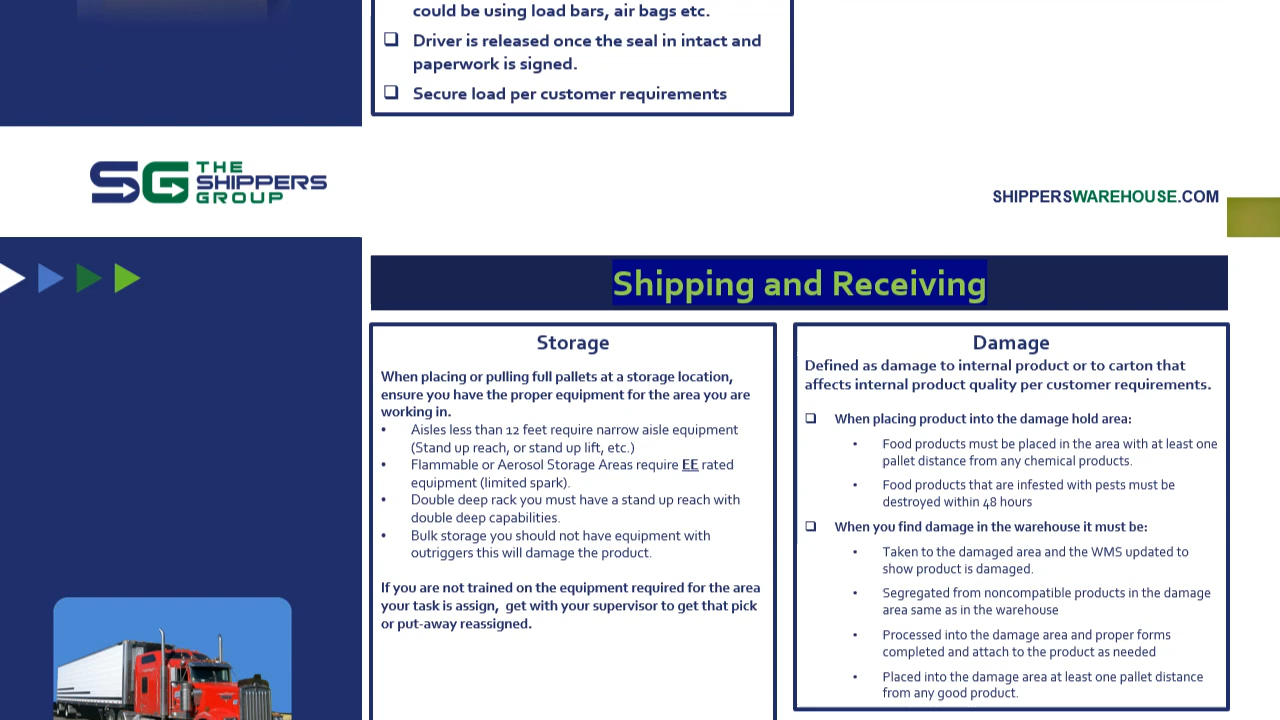 could be using load bars, air bags etc.
❑ Driver is released once the seal in intact and
paperwork is signed.
❑ Secure load per customer requirements
SG THE
SHIPPERS
GROUP
SHIPPERSWAREHOUSE.COM
Shipping and Receiving
Storage
When placing or pulling full pallets at a storage location,
ensure you have the proper equipment for the area you are
working in.
• Aisles less than 12 feet require narrow aisle equipment
(Stand up reach, or stand up lift, etc.)
• Flammable or Aerosol Storage Areas require EE rated
equipment (limited spark).
• Double deep rack you must have a stand up reach with
double deep capabilities.
• Bulk storage you should not have equipment with
outriggers this will damage the product.
If you are not trained on the equipment required for the area
your task is assign, get with your supervisor to get that pick
or put-away reassigned.
Damage
Defined as damage to internal product or to carton that
affects internal product quality per customer requirements.
❑ When placing product into the damage hold area:
• Food products must be placed in the area with at least one
pallet distance from any chemical products.
• Food products that are infested with pests must be
destroyed within 48 hours
❑ When you find damage in the warehouse it must be:
• Taken to the damaged area and the WMS updated to
show product is damaged.
• Segregated from noncompatible products in the damage
area same as in the warehouse
• Processed into the damage area and proper forms
completed and attach to the product as needed
• Placed into the damage area at least one pallet distance
from any good product.